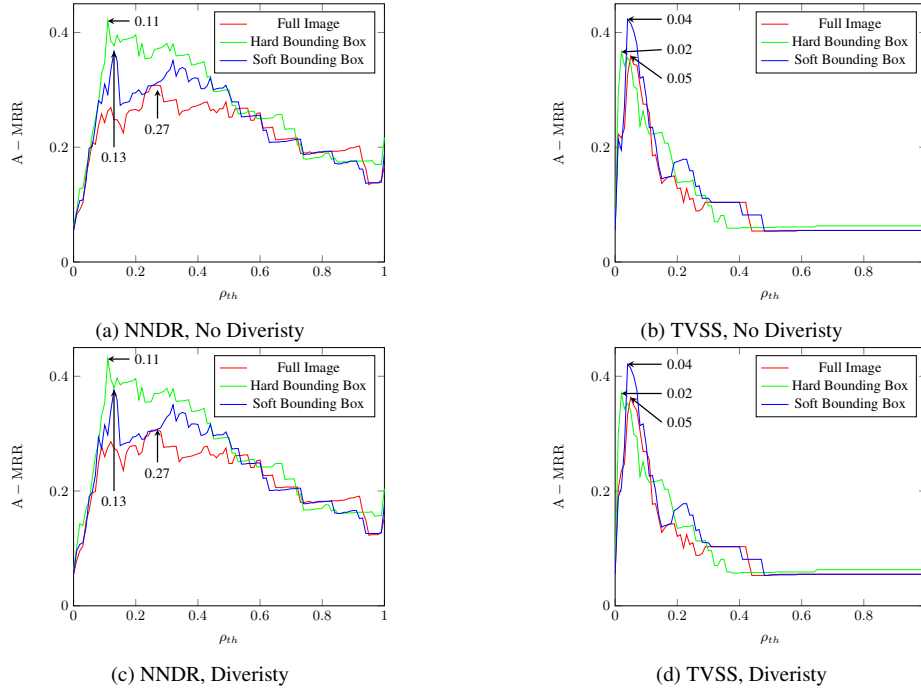 0.4
0.2
0
A − MRR
0.11
0.13
0.27
Full Image
Hard Bounding Box
Soft Bounding Box
0 0.2 0.4 0.6 0.8 1
ρth
(a) NNDR, No Diveristy
0.4
0.2
0
A − MRR
0.04
0.02
0.05
Full Image
Hard Bounding Box
Soft Bounding Box
0 0.2 0.4 0.6 0.8
ρth
(b) TVSS, No Diveristy
0.4
0.2
0
A − MRR
0.11
0.13
0.27
Full Image
Hard Bounding Box
Soft Bounding Box
0 0.2 0.4 0.6 0.8 1
ρth
(c) NNDR, Diveristy
0.4
0.2
0
A − MRR
0.04
0.02
0.05
Full Image
Hard Bounding Box
Soft Bounding Box
0 0.2 0.4 0.6 0.8
ρth
(d) TVSS, Diveristy